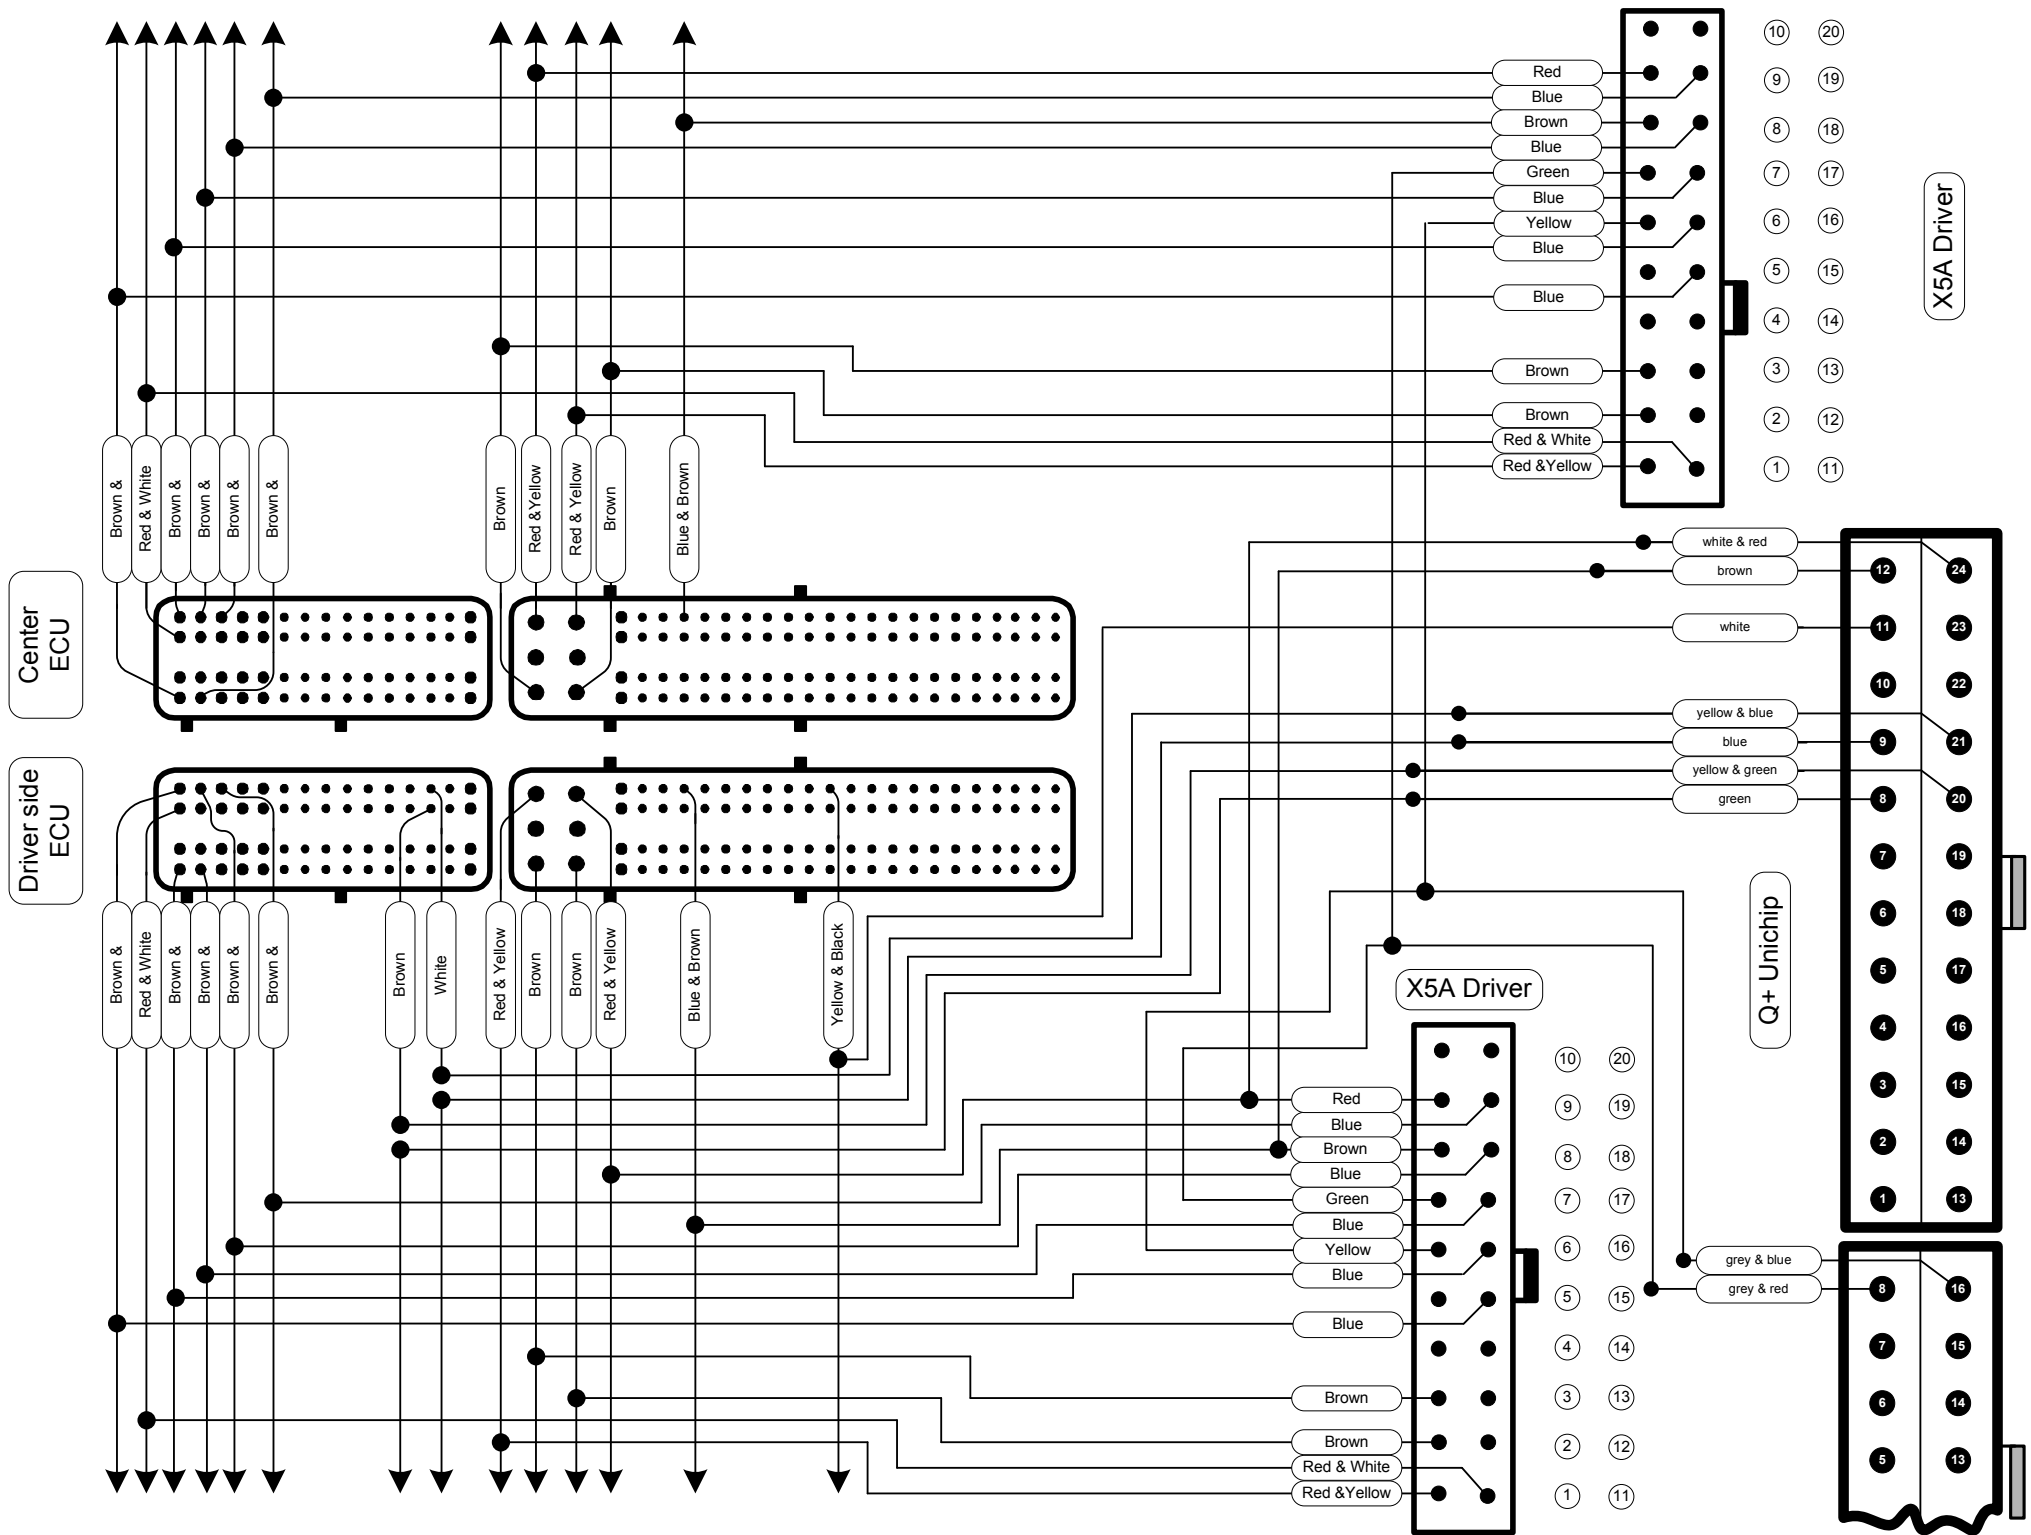 10 20
Red
9 19
Blue
Brown
8 18
Blue
Green
7 17
Blue
Yellow
6 16
Blue
5 15
Blue
4 14
Brown
3 13
Brown
2 12
Red & White
Red &Yellow
1 11
X5A Driver
Brown &
Red & White
Brown &
Brown &
Brown &
Brown &
Brown
Red &Yellow
Red & Yellow
Brown
Blue & Brown
Center
ECU
Driver side
ECU
white & red
brown
12 24
white
11 23
10 22
yellow & blue
blue
9 21
yellow & green
green
8 20
7 19
6 18
5 17
4 16
3 15
2 14
1 13
Q+ Unichip
Brown &
Red & White
Brown &
Brown &
Brown &
Brown &
Brown
White
Red & Yellow
Brown
Brown
Red & Yellow
Blue & Brown
Yellow & Black
X5A Driver
10 20
Red
9 19
Blue
Brown
8 18
Blue
Green
7 17
Blue
Yellow
6 16
Blue
5 15
Blue
4 14
Brown
3 13
Brown
2 12
Red & White
Red &Yellow
1 11
grey & blue
grey & red
8 16
7 15
6 14
5 13